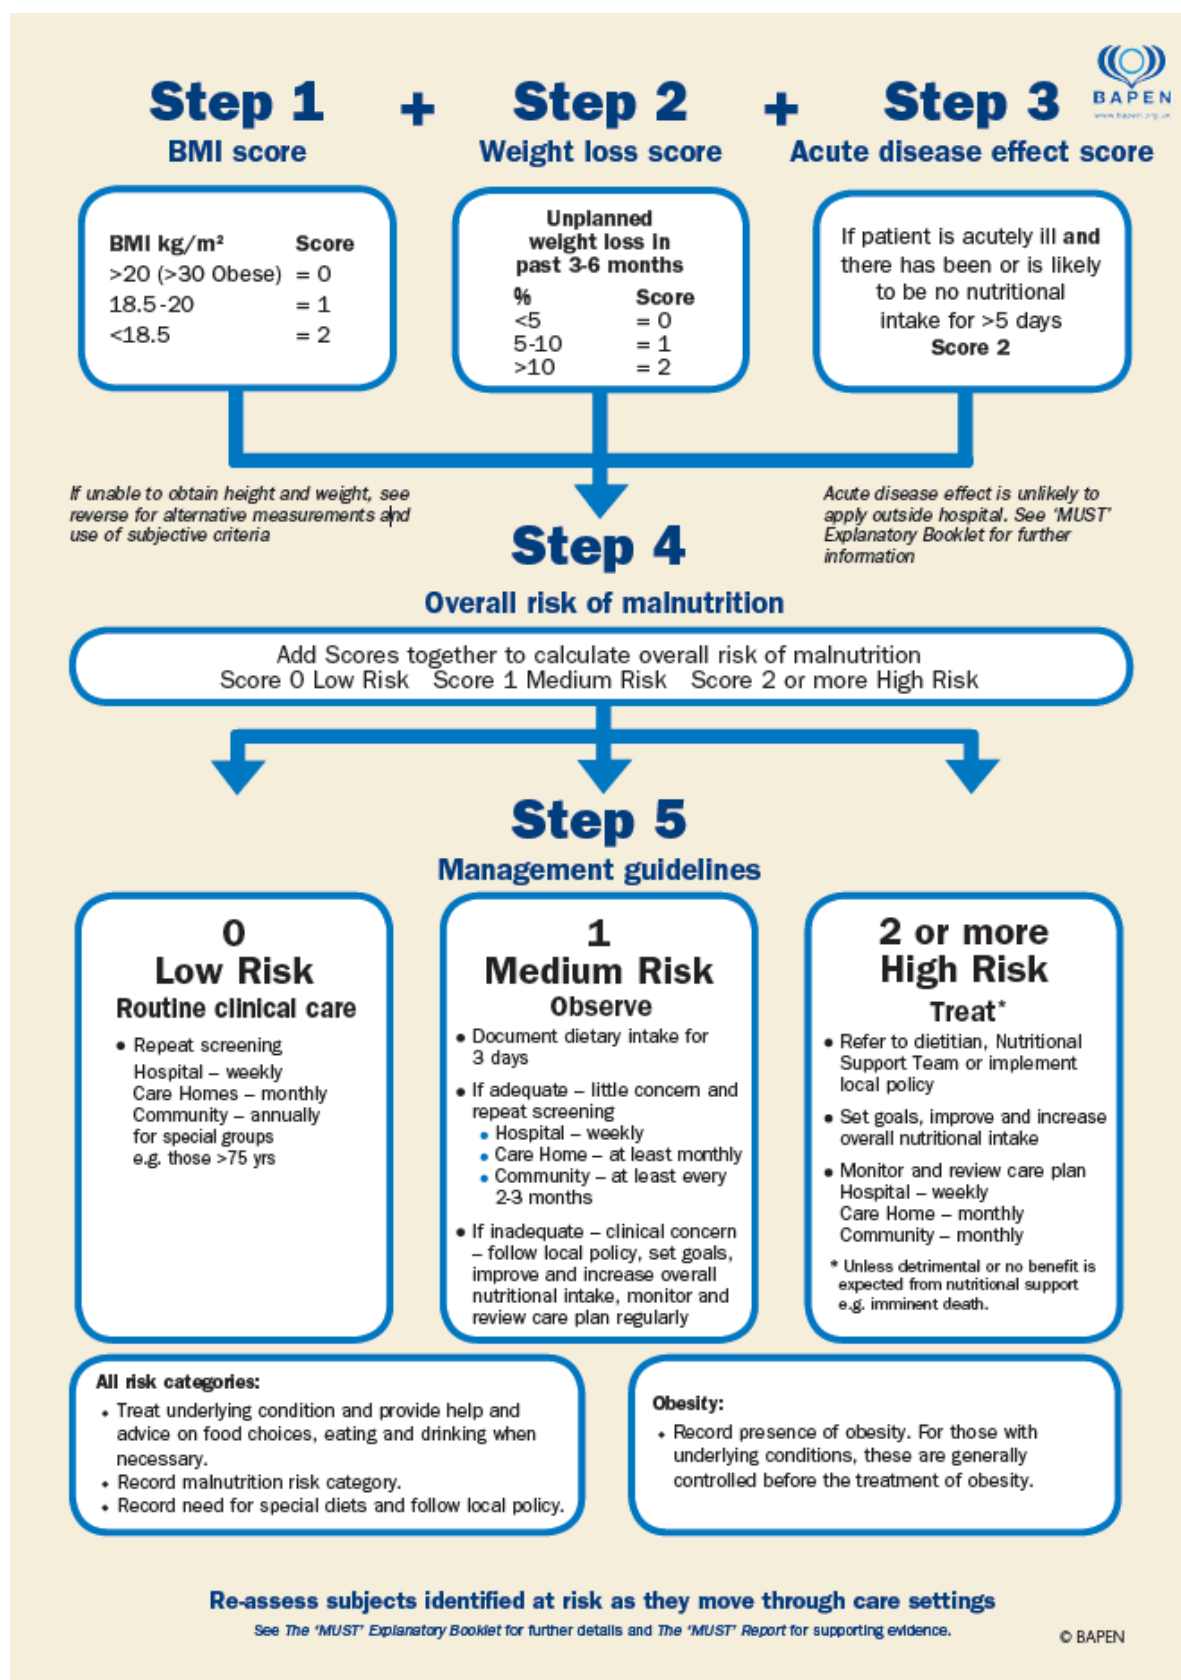 Step 1 + Step 2 + Step 3
BAPEN
www.bapen.org.uk
BMI score
Weight loss score
Acute disease effect score
BMI kg/m² Score
>20 (>30 Obese) = 0
18.5-20 = 1
<18.5 = 2
Unplanned
weight loss in
past 3-6 months
% Score
<5 = 0
5-10 = 1
>10 = 2
If patient is acutely ill and
there has been or is likely
to be no nutritional
intake for >5 days
Score 2
If unable to obtain height and weight, see
reverse for alternative measurements and
use of subjective criteria
Acute disease effect is unlikely to
apply outside hospital. See ‘MUST’
Explanatory Booklet for further
information
Step 4
Overall risk of malnutrition
Add Scores together to calculate overall risk of malnutrition
Score 0 Low Risk Score 1 Medium Risk Score 2 or more High Risk
Step 5
Management guidelines
0
Low Risk
Routine clinical care
• Repeat screening
Hospital – weekly
Care Homes – monthly
Community – annually
for special groups
e.g. those >75 yrs
1
Medium Risk
Observe
• Document dietary intake for
3 days
• If adequate – little concern and
repeat screening
• Hospital – weekly
• Care Home – at least monthly
• Community – at least every
2-3 months
• If inadequate – clinical concern
– follow local policy, set goals,
improve and increase overall
nutritional intake, monitor and
review care plan regularly
2 or more
High Risk
Treat*
• Refer to dietitian, Nutritional
Support Team or implement
local policy
• Set goals, improve and increase
overall nutritional intake
• Monitor and review care plan
Hospital – weekly
Care Home – monthly
Community – monthly
* Unless detrimental or no benefit is
expected from nutritional support
e.g. imminent death.
All risk categories:
• Treat underlying condition and provide help and
advice on food choices, eating and drinking when
necessary.
• Record malnutrition risk category.
• Record need for special diets and follow local policy.
Obesity:
• Record presence of obesity. For those with
underlying conditions, these are generally
controlled before the treatment of obesity.
Re-assess subjects identified at risk as they move through care settings
See The ‘MUST’ Explanatory Booklet for further details and The ‘MUST’ Report for supporting evidence.
© BAPEN